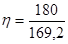 η = 180 / 169,2